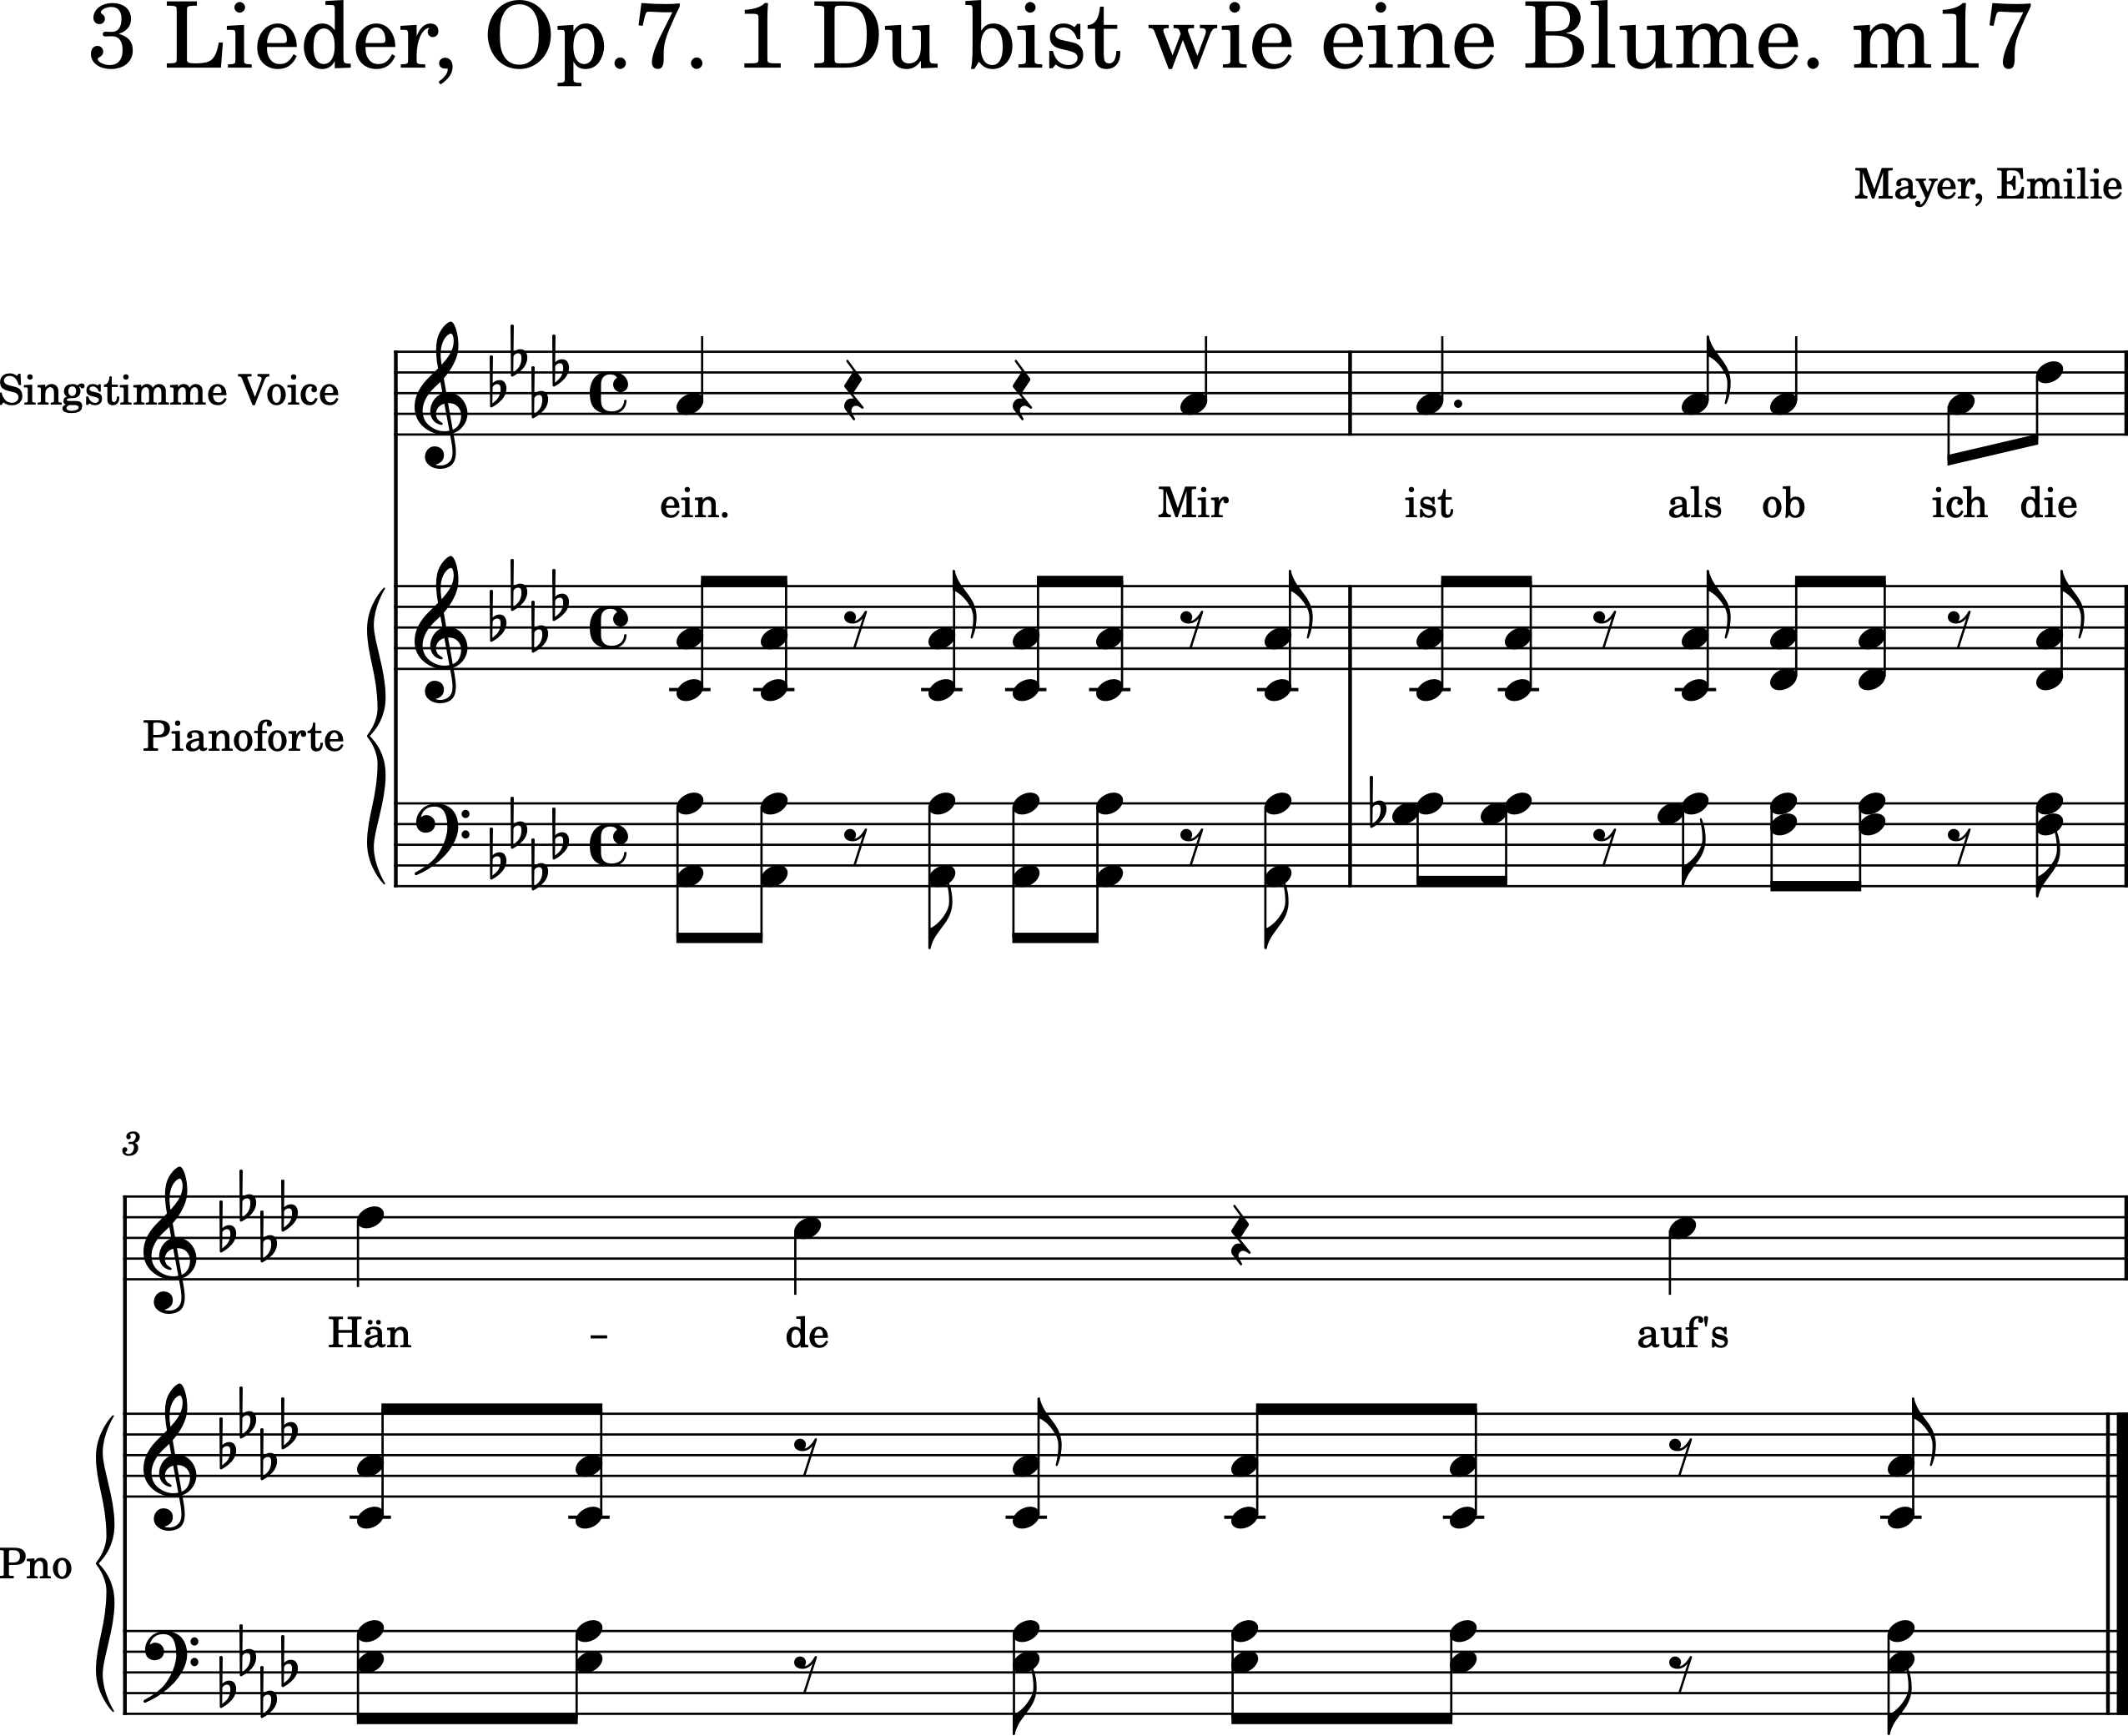 3 Lieder, Op.7. 1 Du bist wie eine Blume. m17
Mayer, Emilie
Singstimme Voice
ein. Mir ist als ob ich die
Pianoforte
3
Hän - de auf's
Pno